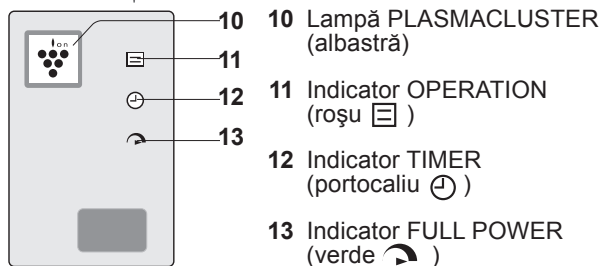 ion
10
11
12
13
10 Lampă PLASMACLUSTER
(albastră)
11 Indicator OPERATION
(roşu )
12 Indicator TIMER
(portocaliu )
13 Indicator FULL POWER
(verde )